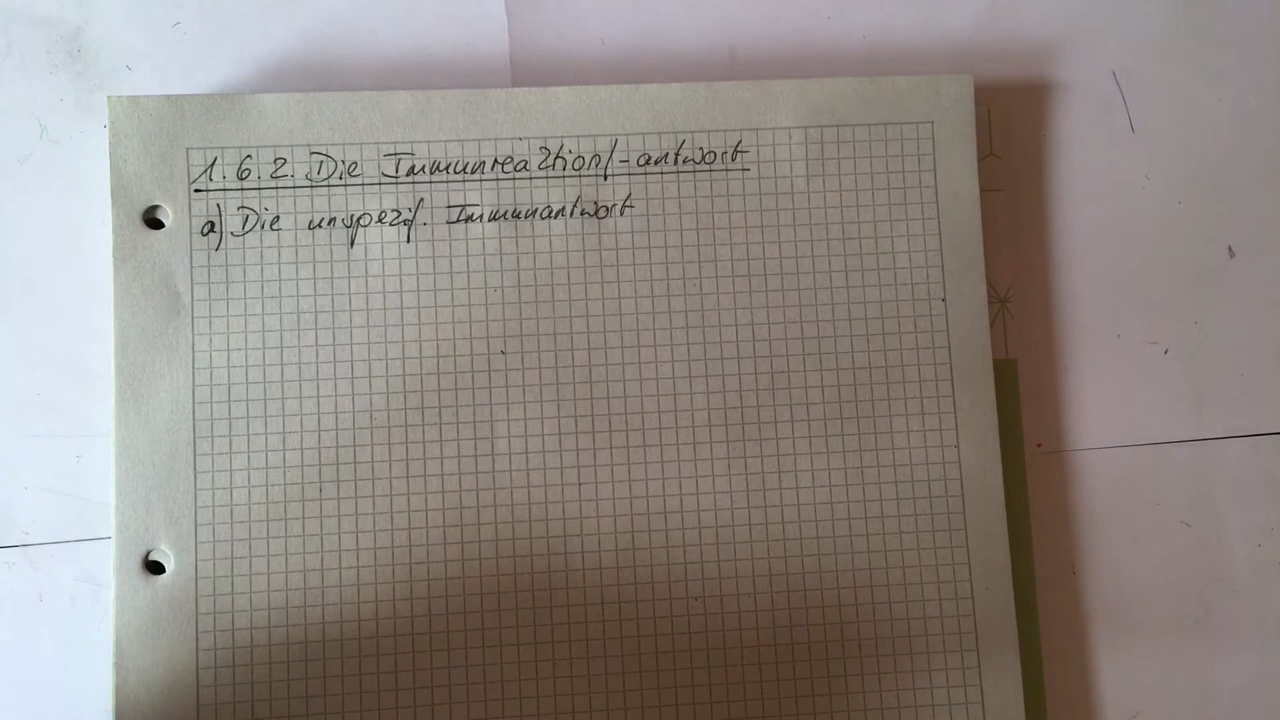 1.6.2. Die Immunreaktion/-antwort
a) Die unspezif. Immunantwort